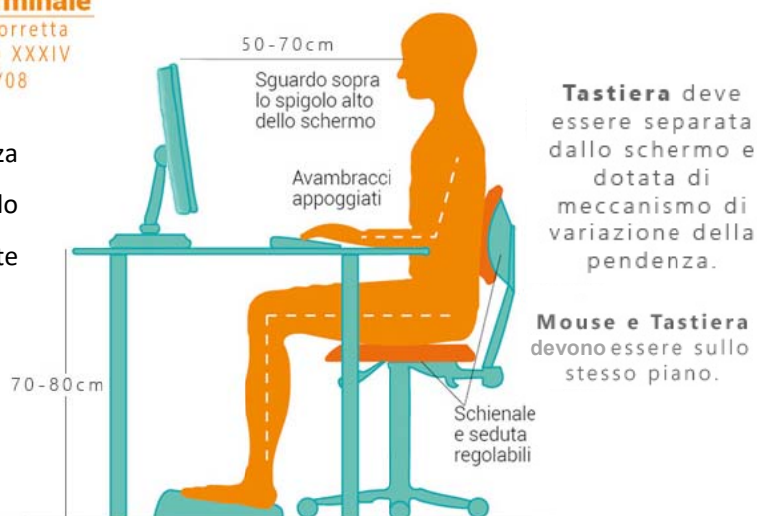 orretta
XXXIV
/08
50-70cm
Sguardo sopra
lo spigolo alto
dello schermo
Avambracci
appoggiati
70-80cm
Schienale
e seduta
regolabili
Tastiera deve
essere separata
dallo schermo e
dotata di
meccanismo di
variazione della
pendenza.
Mouse e Tastiera
devono essere sullo
stesso piano.